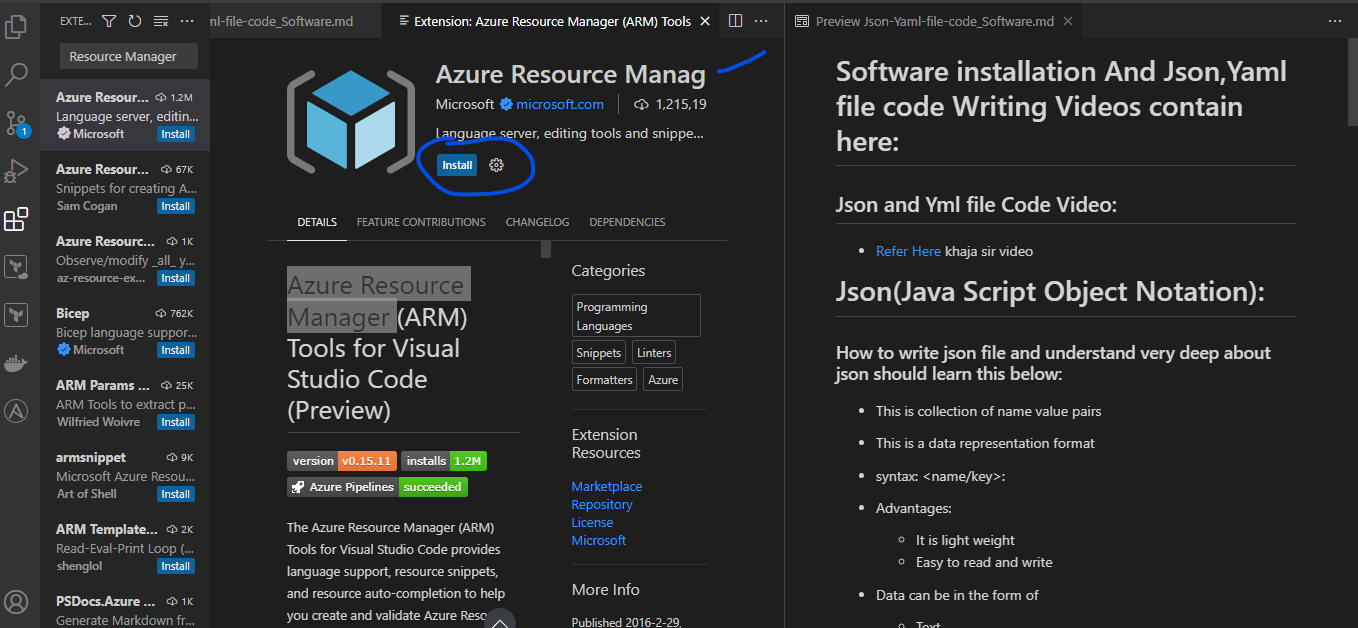 EXTE...
Resource Manager
Azure Resour... 1.2M
Language server, editin...
Microsoft Install
Azure Resour... 67K
Snippets for creating A...
Sam Cogan Install
Azure Resourc... 1K
Observe/modify _all_ y...
az-resource-ex... Install
Bicep 762K
Bicep language suppor...
Microsoft Install
ARM Params ... 25K
ARM Tools to extract p...
Wilfried Woivre Install
armsnippet 9K
Microsoft Azure Resou...
Art of Shell Install
ARM Template... 2K
Read-Eval-Print Loop (...
shenglol Install
PSDocs.Azure ... 1K
Generate Markdown fr...
1
ml-file-code_Software.md
Extension: Azure Resource Manager (ARM) Tools
Azure Resource Manag
Microsoft microsoft.com 1,215,19
Language server, editing tools and snippe...
Install
DETAILS FEATURE CONTRIBUTIONS CHANGELOG DEPENDENCIES
Azure Resource
Manager (ARM)
Tools for Visual
Studio Code
(Preview)
version v0.15.11 installs 1.2M
Azure Pipelines succeeded
The Azure Resource Manager (ARM)
Tools for Visual Studio Code provides
language support, resource snippets,
and resource auto-completion to help
you create and validate Azure Reso
Categories
Programming
Languages
Snippets Linters
Formatters Azure
Extension
Resources
Marketplace
Repository
License
Microsoft
More Info
Published 2016-2-29,
Preview Json-Yaml-file-code_Software.md
Software installation And Json,Yaml
file code Writing Videos contain
here:
Json and Yml file Code Video:
Refer Here khaja sir video
Json(Java Script Object Notation):
How to write json file and understand very deep about
json should learn this below:
This is collection of name value pairs
This is a data representation format
syntax: <name/key>:
Advantages:
It is light weight
Easy to read and write
Data can be in the form of
Text